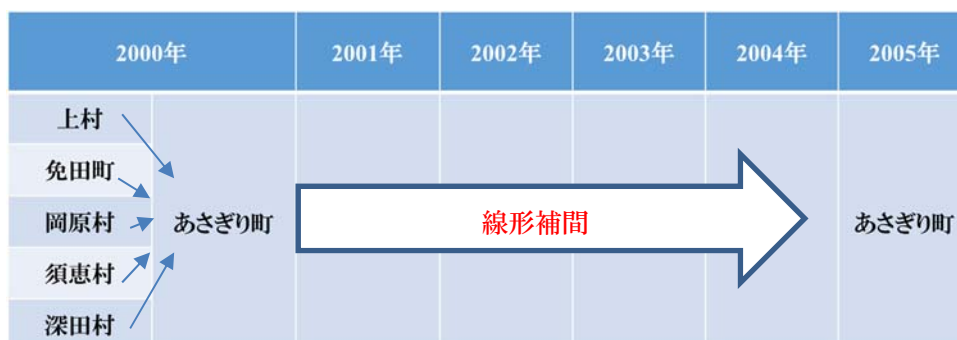 2000年 2001年 2002年 2003年 2004年 2005年
上村
免田町
岡原村 あさぎり町 線形補間 あさぎり町
須恵村
深田村